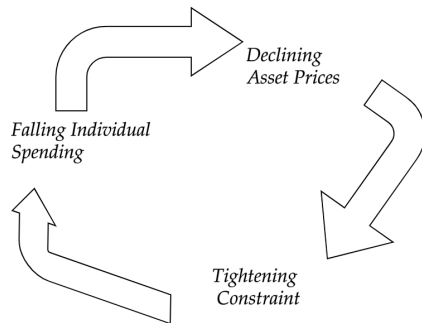 Declining
Asset Prices
Falling Individual
Spending
Tightening
Constraint